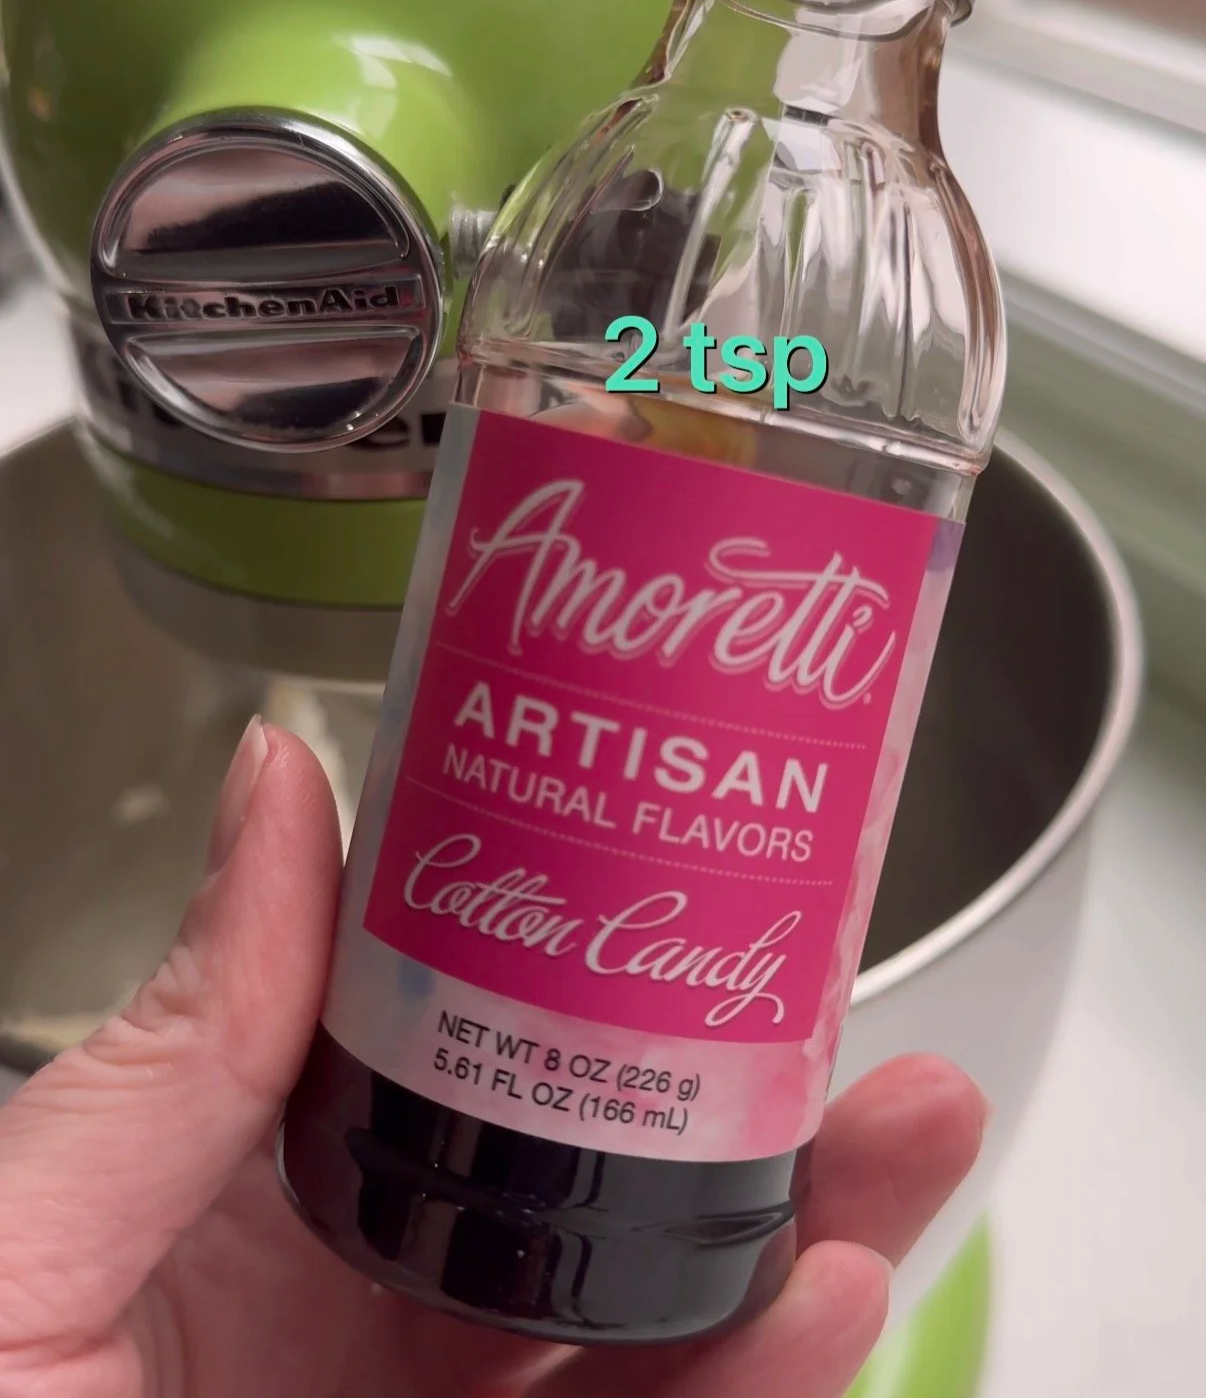 KitchenAid
2 tsp
Amoretti
ARTISAN
NATURAL FLAVORS
Cotton Candy
NET WT 8 OZ (226 g)
5.61 FL OZ (166 mL)